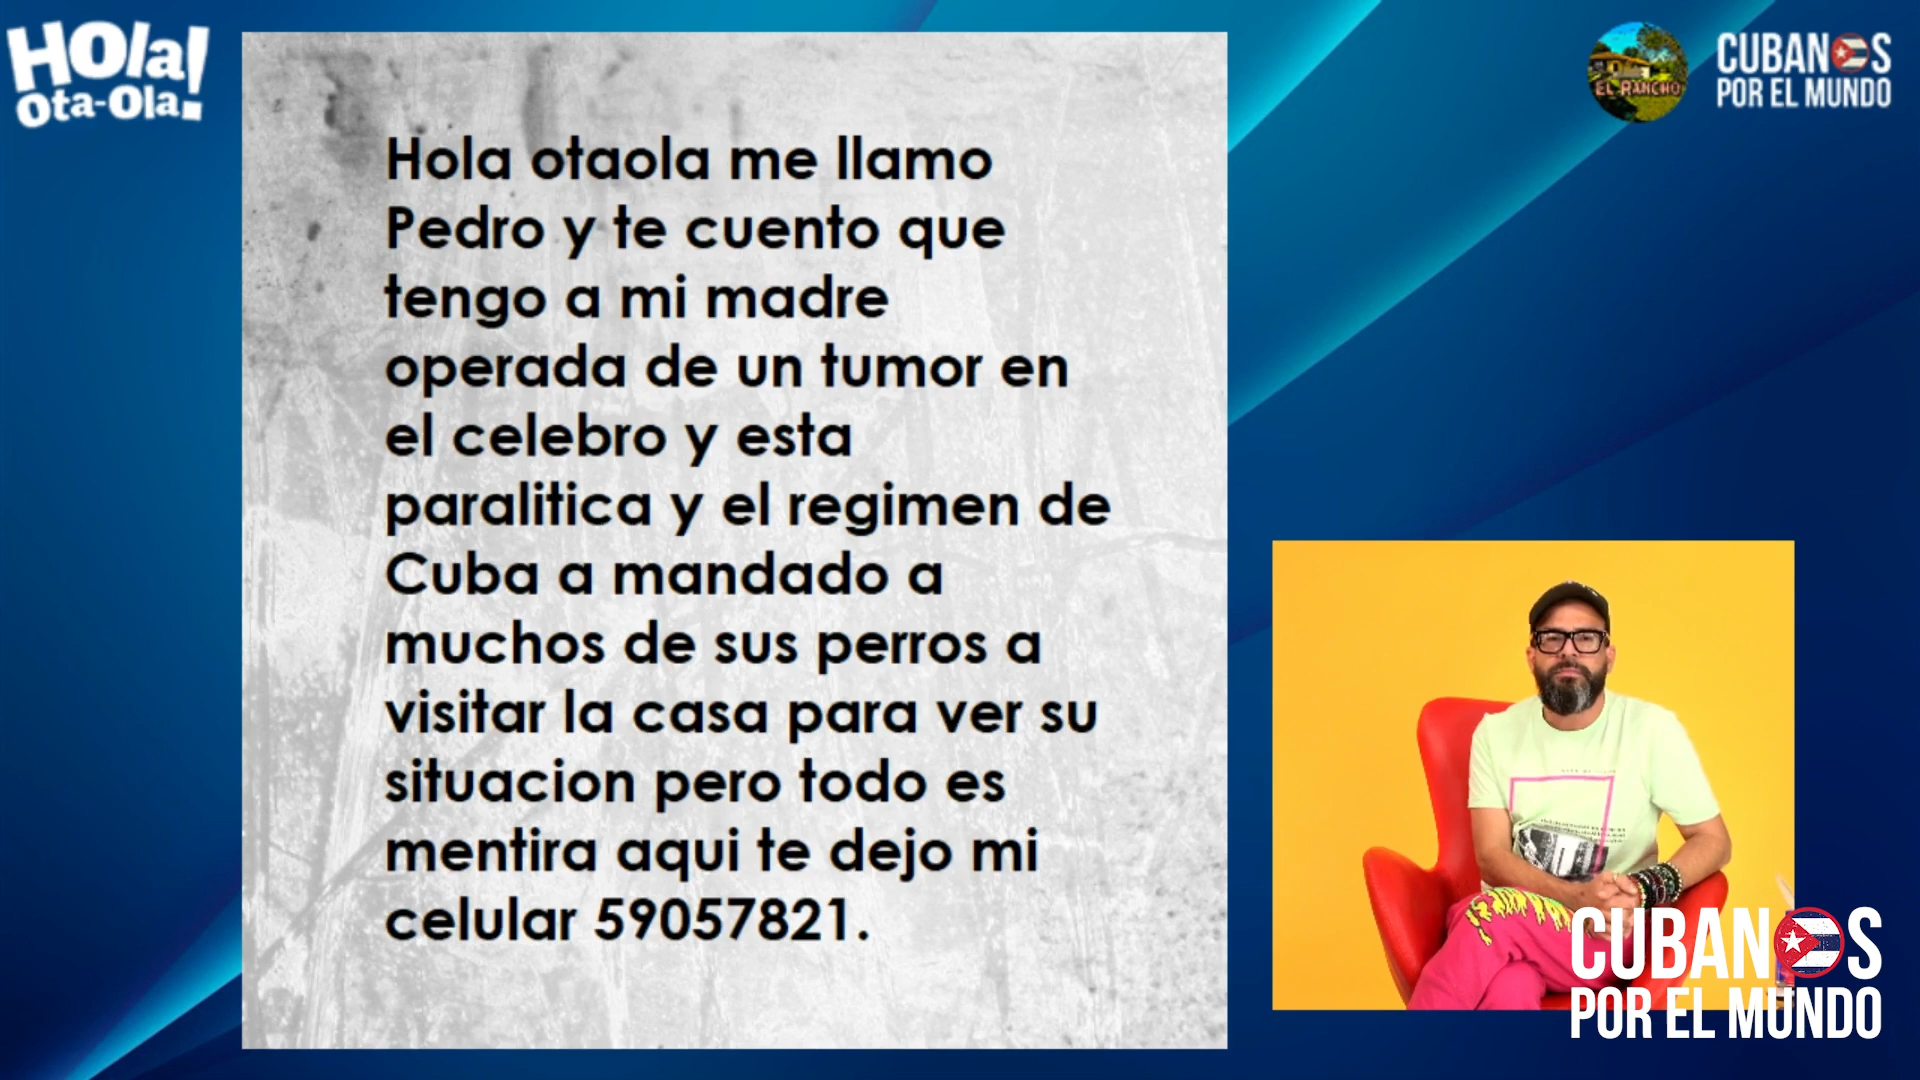 HOla!
Ota-Ola!
EL RANCHO
CUBANOS
POR EL MUNDO
Hola otaola me llamo
Pedro y te cuento que
tengo a mi madre
operada de un tumor en
el celebro y esta
paralitica y el regimen de
Cuba a mandado a
muchos de sus perros a
visitar la casa para ver su
situacion pero todo es
mentira aqui te dejo mi
celular 59057821.
CUBANOS
POR EL MUNDO